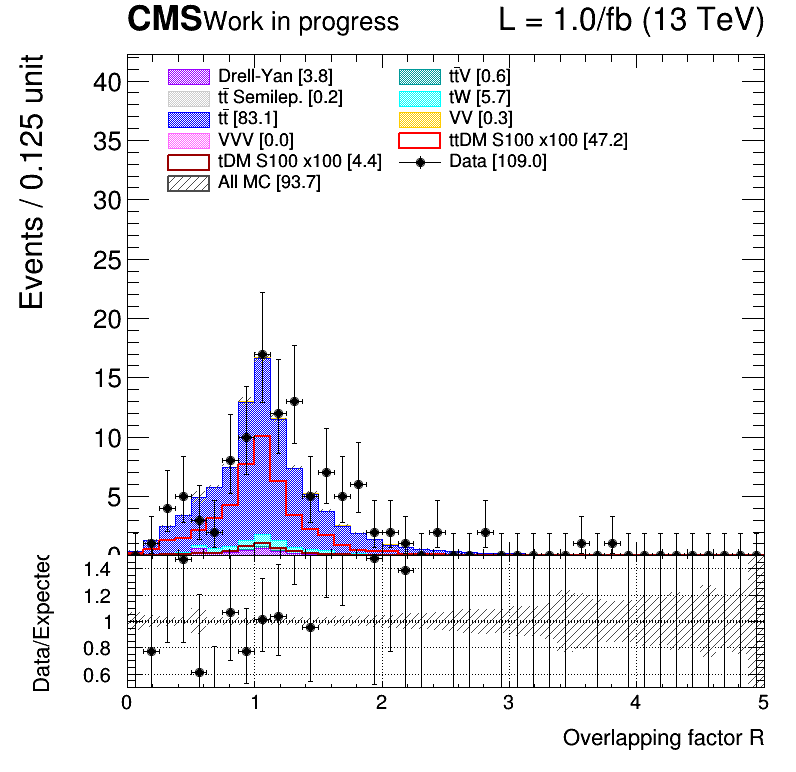 CMS Work in progress L = 1.0/fb (13 TeV)
Events / 0.125 unit
40
35
30
25
20
15
10
5
0
Drell-Yan [3.8] tt̄V [0.6]
tt̄ Semilep. [0.2] tW [5.7]
tt̄ [83.1] VV [0.3]
VVV [0.0] ttDM S100 x100 [47.2]
tDM S100 x100 [4.4] Data [109.0]
All MC [93.7]
Data/Expected
1.4
1.2
1
0.8
0.6
0 1 2 3 4 5
Overlapping factor R